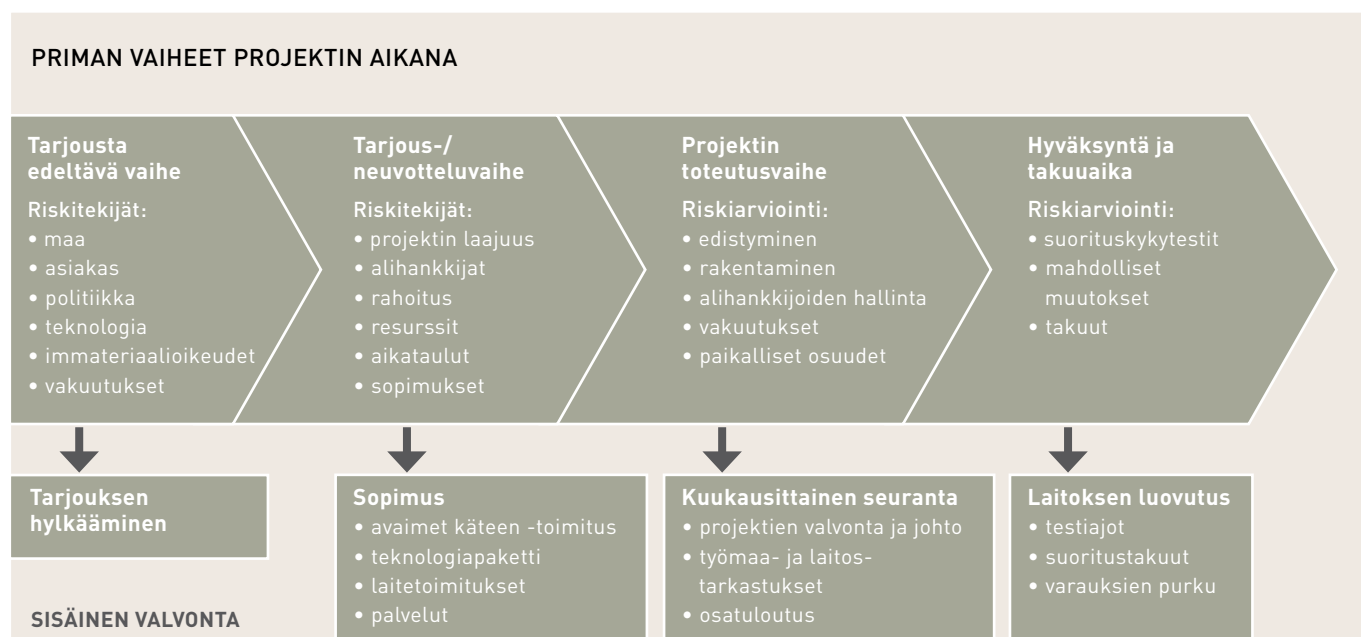 PRIMAN VAIHEET PROJEKTIN AIKANA
Tarjousta
edeltävä vaihe
Riskitekijät:
• maa
• asiakas
• politiikka
• teknologia
• immateriaalioikeudet
• vakuutukset
Tarjous-/
neuvotteluvaihe
Riskitekijät:
• projektin laajuus
• alihankkijat
• rahoitus
• resurssit
• aikataulut
• sopimukset
Projektin
toteutusvaihe
Riskiarviointi:
• edistyminen
• rakentaminen
• alihankkijoiden hallinta
• vakuutukset
• paikalliset osuudet
Hyväksyntä ja
takuuaika
Riskiarviointi:
• suorituskykytestit
• mahdolliset
muutokset
• takuut
Tarjouksen
hylkääminen
Sopimus
• avaimet käteen -toimitus
• teknologiapaketti
• laitetoimitukset
• palvelut
Kuukausittainen seuranta
• projektien valvonta ja johto
• työmaa- ja laitos-
tarkastukset
• osatuloutus
Laitoksen luovutus
• testiajot
• suoritustakuut
• varauksien purku
SISÄINEN VALVONTA